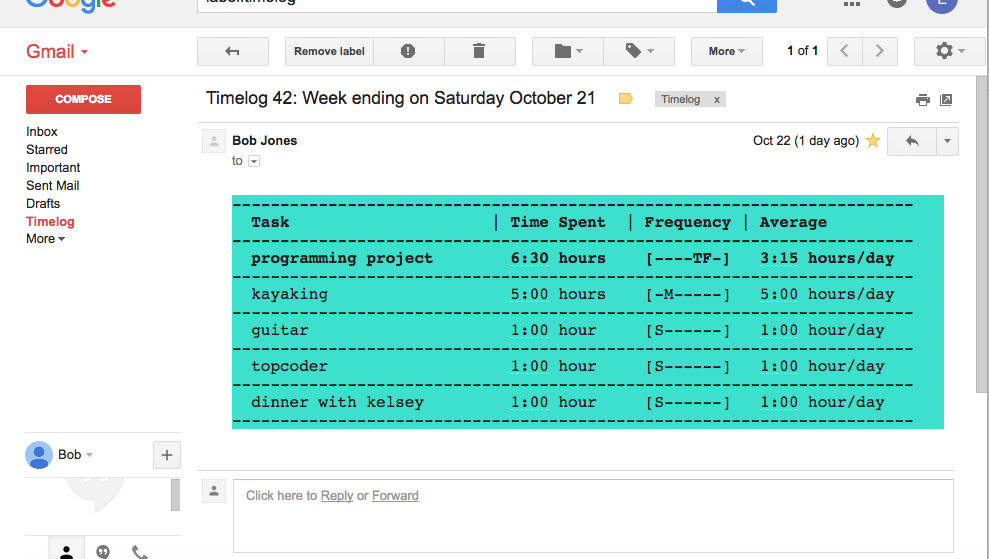 Google
label:timelog
Gmail
Remove label
More
1 of 1
COMPOSE
Inbox
Starred
Important
Sent Mail
Drafts
Timelog
More
Bob
Timelog 42: Week ending on Saturday October 21
Timelog x
Bob Jones
Oct 22 (1 day ago)
to
Task | Time Spent | Frequency | Average
programming project 6:30 hours [----TF-] 3:15 hours/day
kayaking 5:00 hours [-M-----] 5:00 hours/day
guitar 1:00 hour [S------] 1:00 hour/day
topcoder 1:00 hour [S------] 1:00 hour/day
dinner with kelsey 1:00 hour [S------] 1:00 hour/day
Click here to Reply or Forward